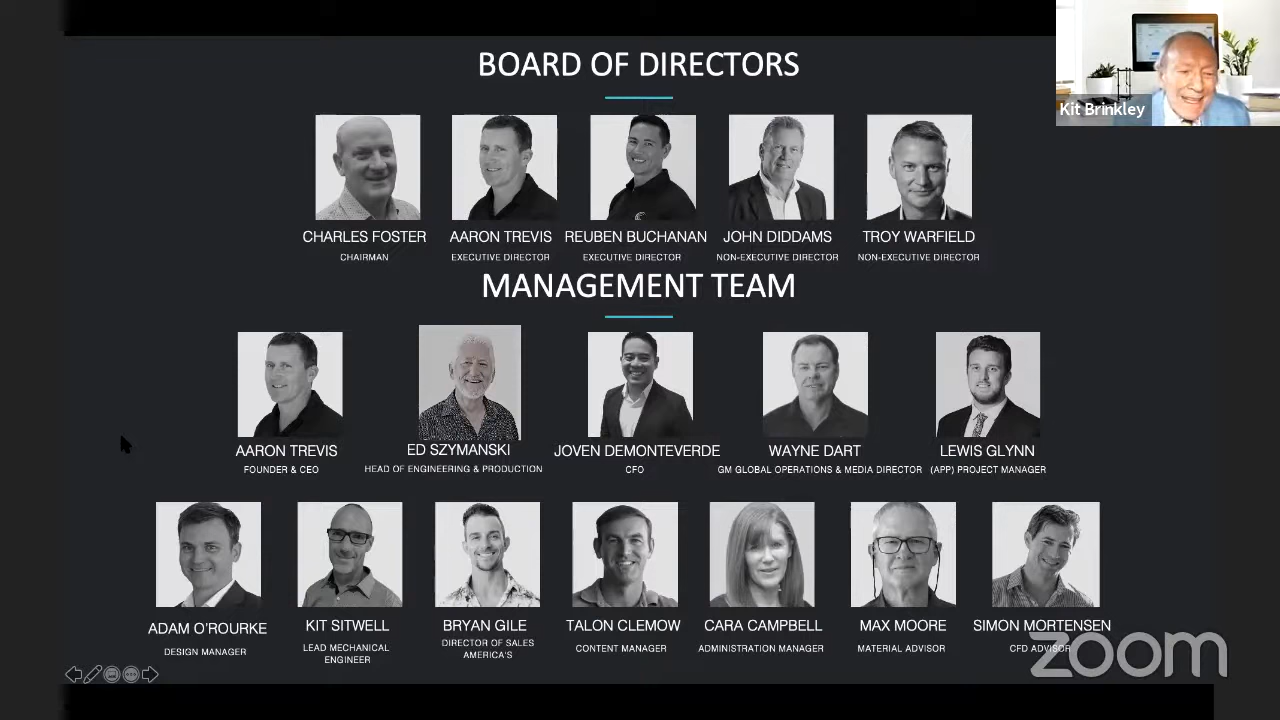 BOARD OF DIRECTORS
Kit Brinkley
CHARLES FOSTER
CHAIRMAN
AARON TREVIS
EXECUTIVE DIRECTOR
REUBEN BUCHANAN
EXECUTIVE DIRECTOR
JOHN DIDDAMS
NON-EXECUTIVE DIRECTOR
TROY WARFIELD
NON-EXECUTIVE DIRECTOR
MANAGEMENT TEAM
AARON TREVIS
FOUNDER & CEO
ED SZYMANSKI
HEAD OF ENGINEERING & PRODUCTION
JOVEN DEMONTEVERDE
CFO
WAYNE DART
GM GLOBAL OPERATIONS & MEDIA DIRECTOR
LEWIS GLYNN
(APP) PROJECT MANAGER
ADAM O'ROURKE
DESIGN MANAGER
KIT SITWELL
LEAD MECHANICAL
ENGINEER
BRYAN GILE
DIRECTOR OF SALES
AMERICA'S
TALON CLEMOW
CONTENT MANAGER
CARA CAMPBELL
ADMINISTRATION MANAGER
MAX MOORE
MATERIAL ADVISOR
SIMON MORTENSEN
CFD ADVISOR
zoom